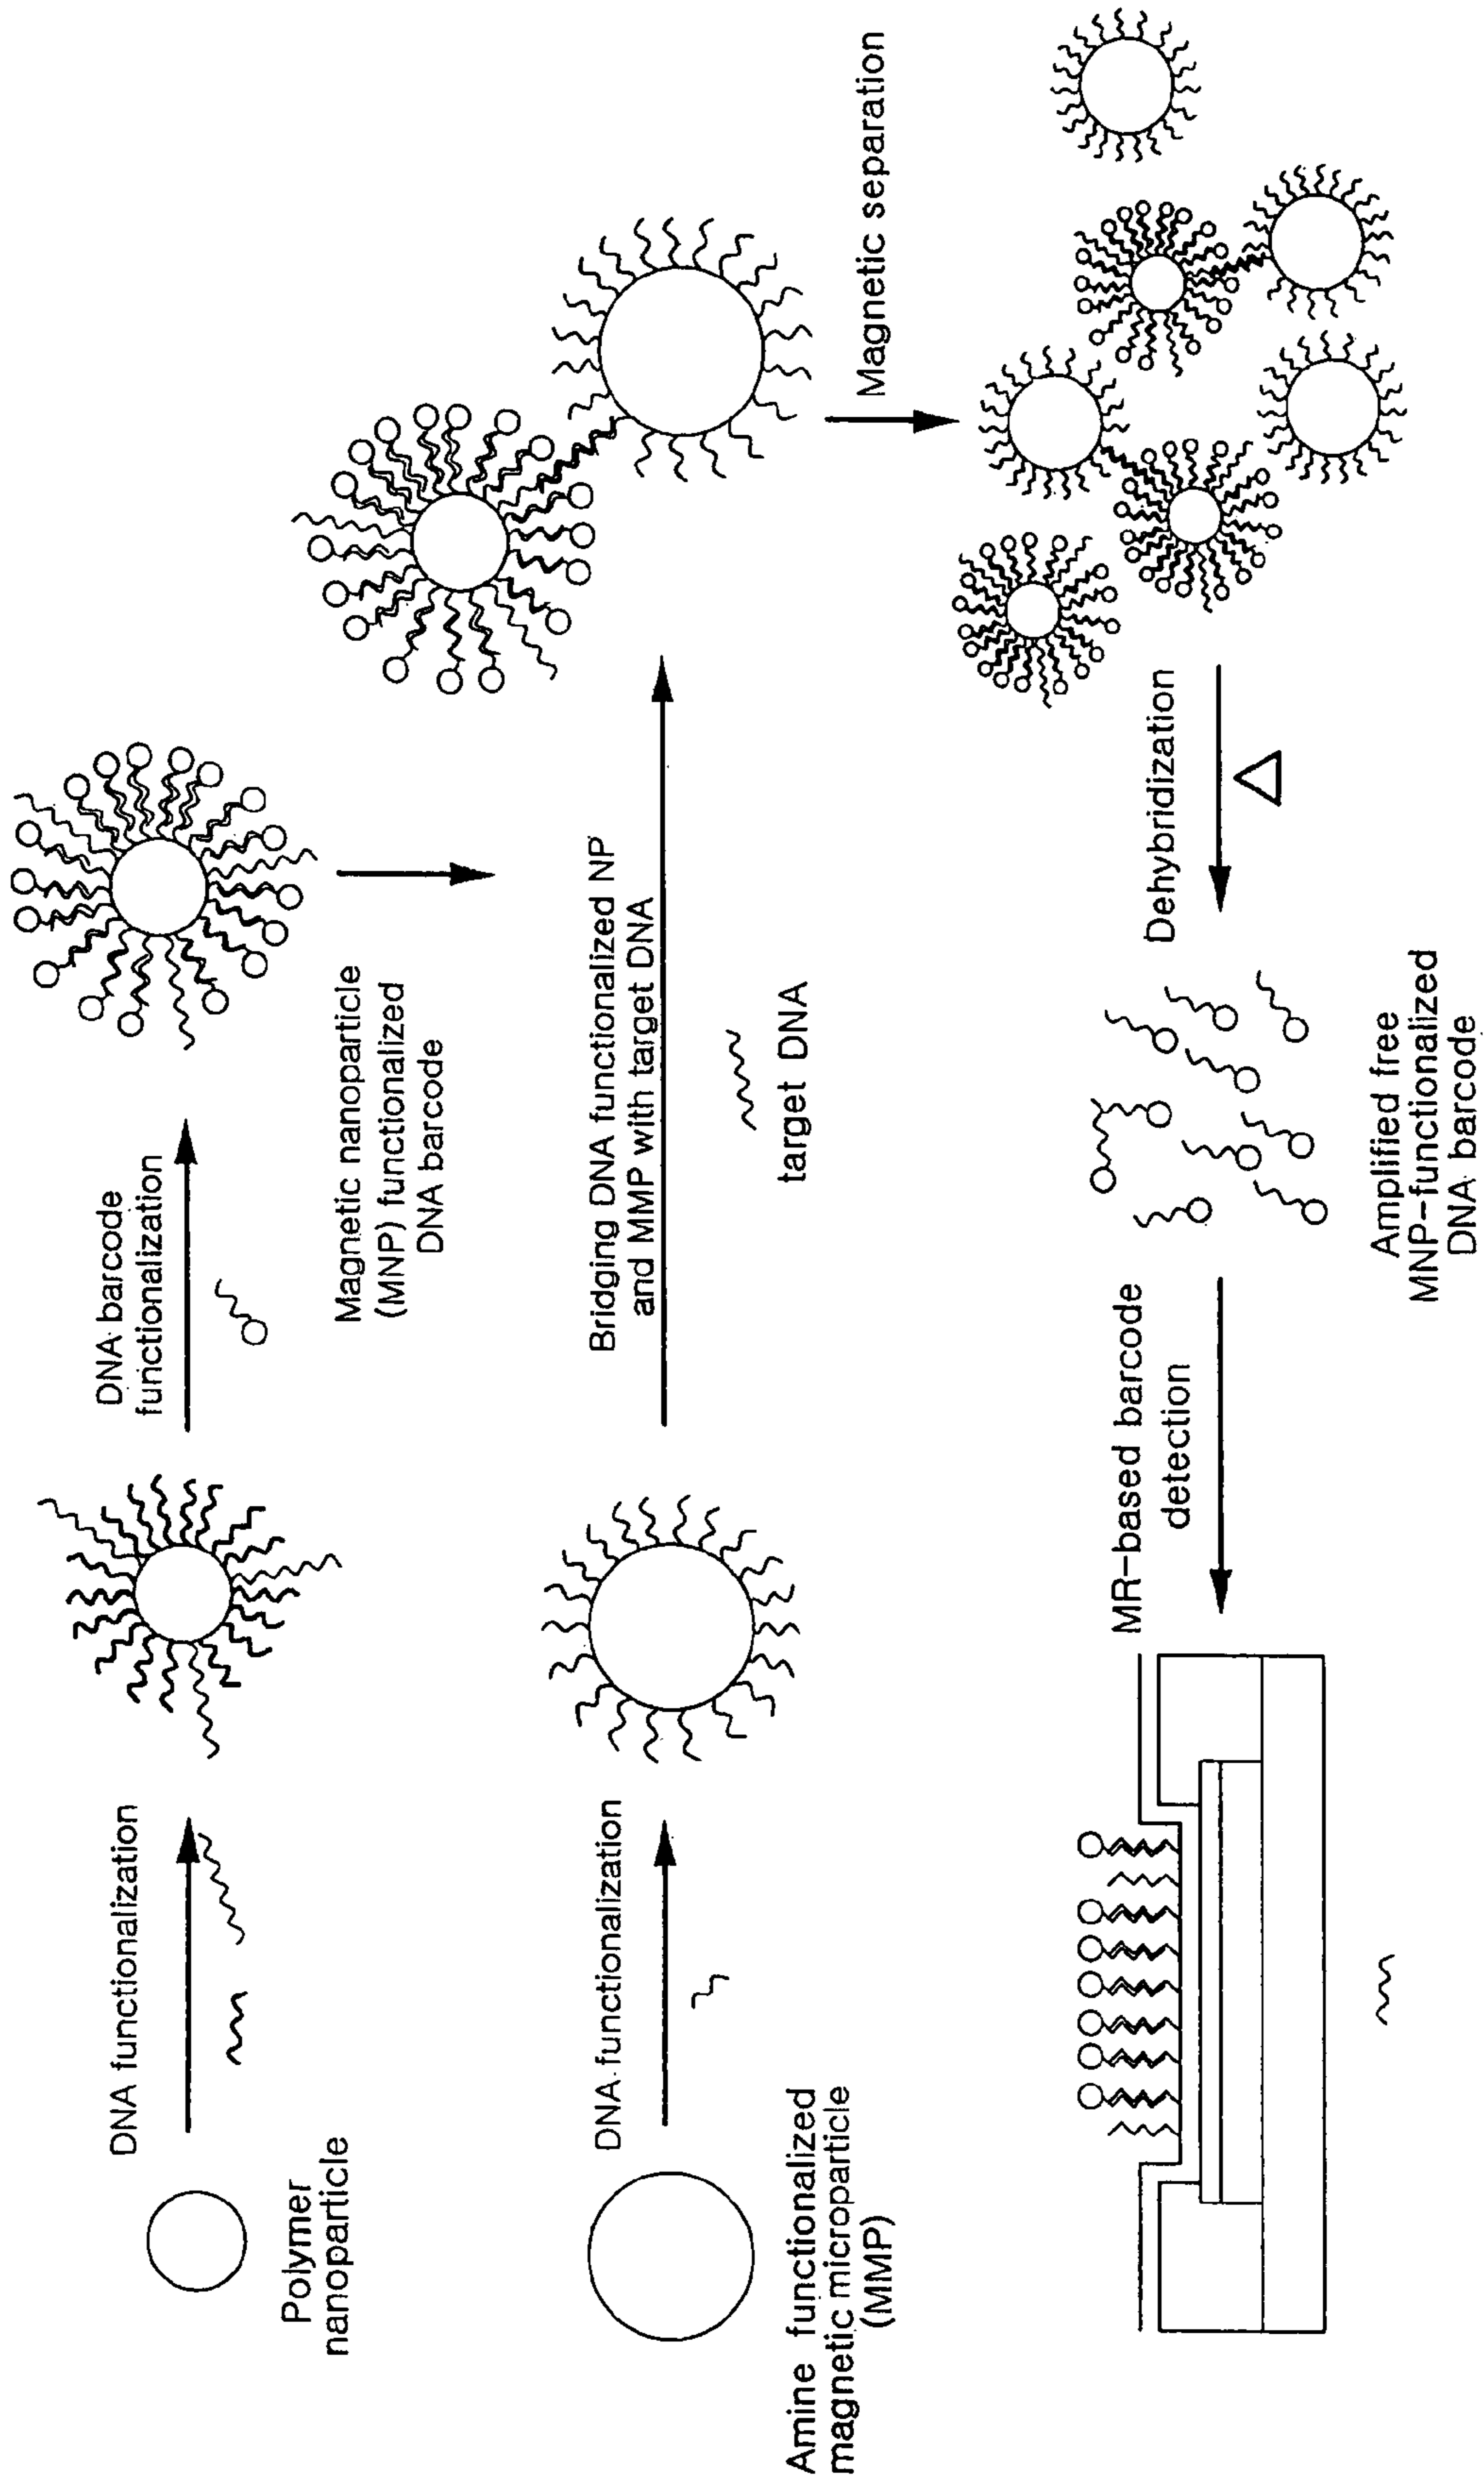 DNA functionalization
Polymer
nanoparticle
DNA barcode
functionalization
Magnetic nanoparticle
(MNP) functionalized
DNA barcode
DNA functionalization
Amine functionalized
magnetic microparticle
(MMP)
Bridging DNA functionalized NP
and MMP with target DNA
target DNA
Magnetic separation
Dehybridization
Amplified free
MNP-functionalized
DNA barcode
MR-based barcode
detection